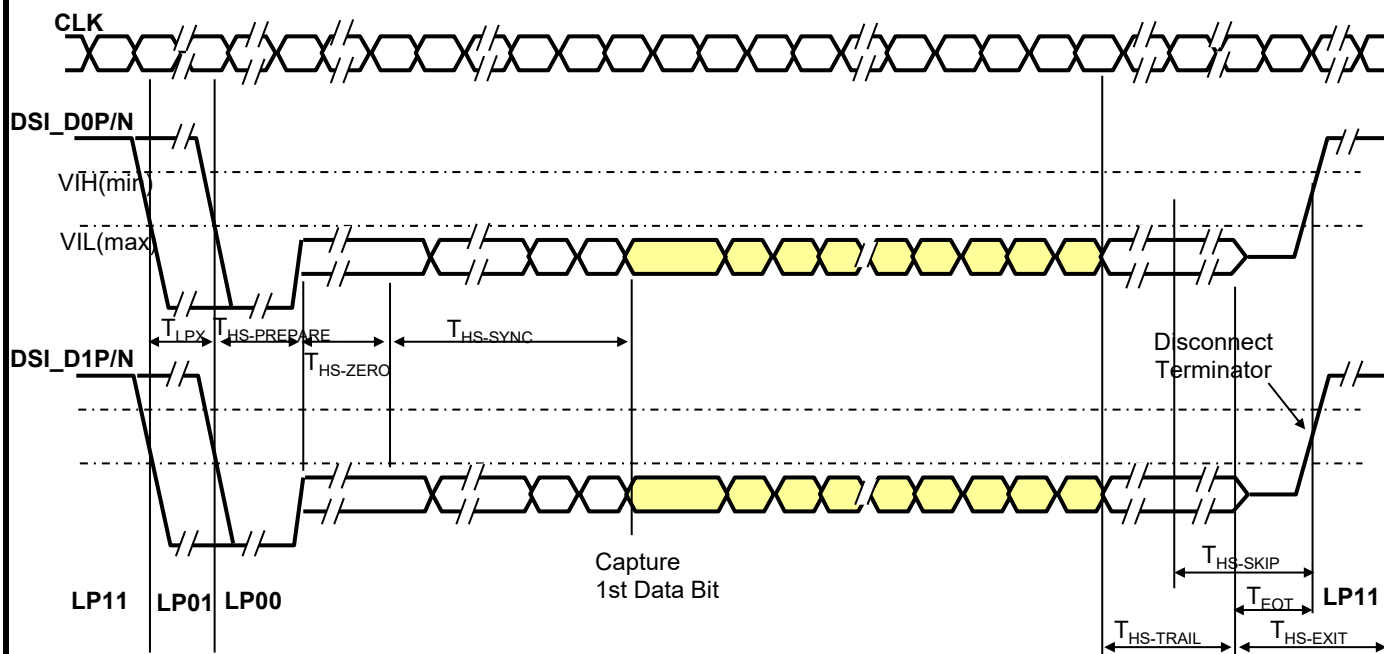 CLK
DSI_D0P/N
VIH(min)
VIL(max)
TLPX
THS-PREPARE
THS-ZERO
THS-SYNC
DSI_D1P/N
Disconnect
Terminator
Capture
1st Data Bit
THS-SKIP
TEOT
LP11
LP01
LP00
LP11
THS-TRAIL
THS-EXIT